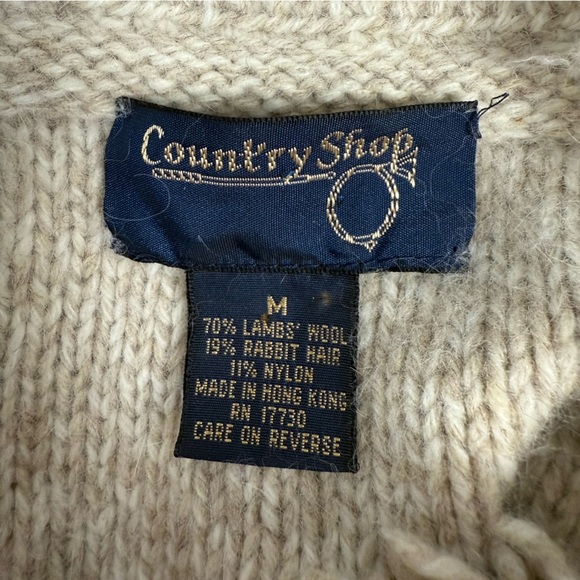 Country Shop
M
70% LAMBS' WOOL
19% RABBIT HAIR
11% NYLON
MADE IN HONG KONG
RN 17730
CARE ON REVERSE